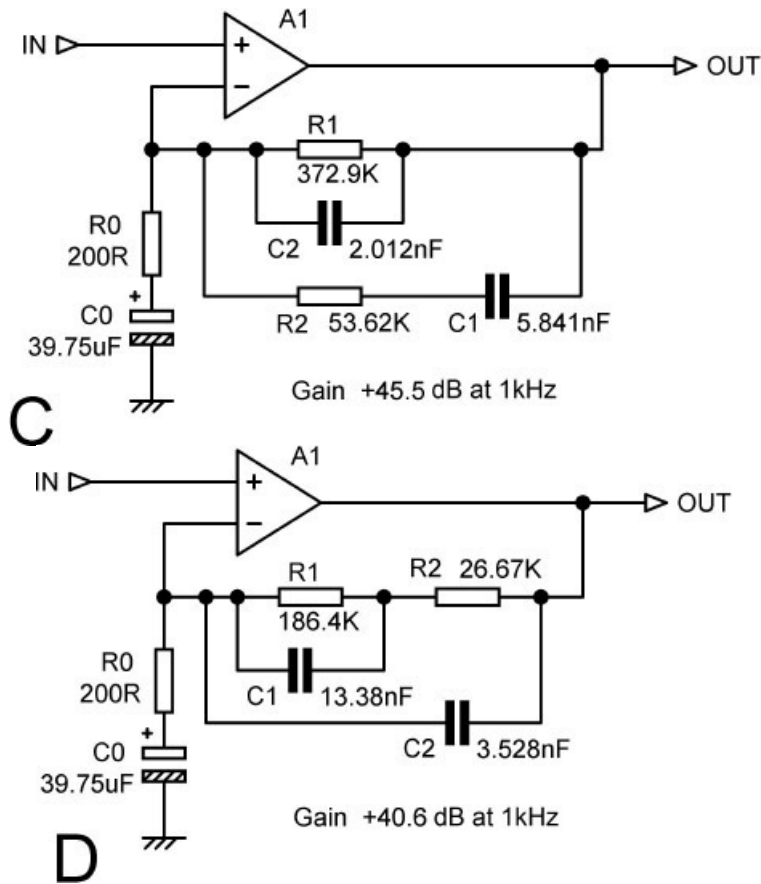 A1
IN
+
−
OUT
R1
372.9K
R0
200R
C2
2.012nF
+
C0
39.75uF
R2
53.62K
C1
5.841nF
Gain +45.5 dB at 1kHz
C
A1
IN
+
−
OUT
R1
186.4K
R2
26.67K
R0
200R
C1
13.38nF
+
C0
39.75uF
C2
3.528nF
Gain +40.6 dB at 1kHz
D